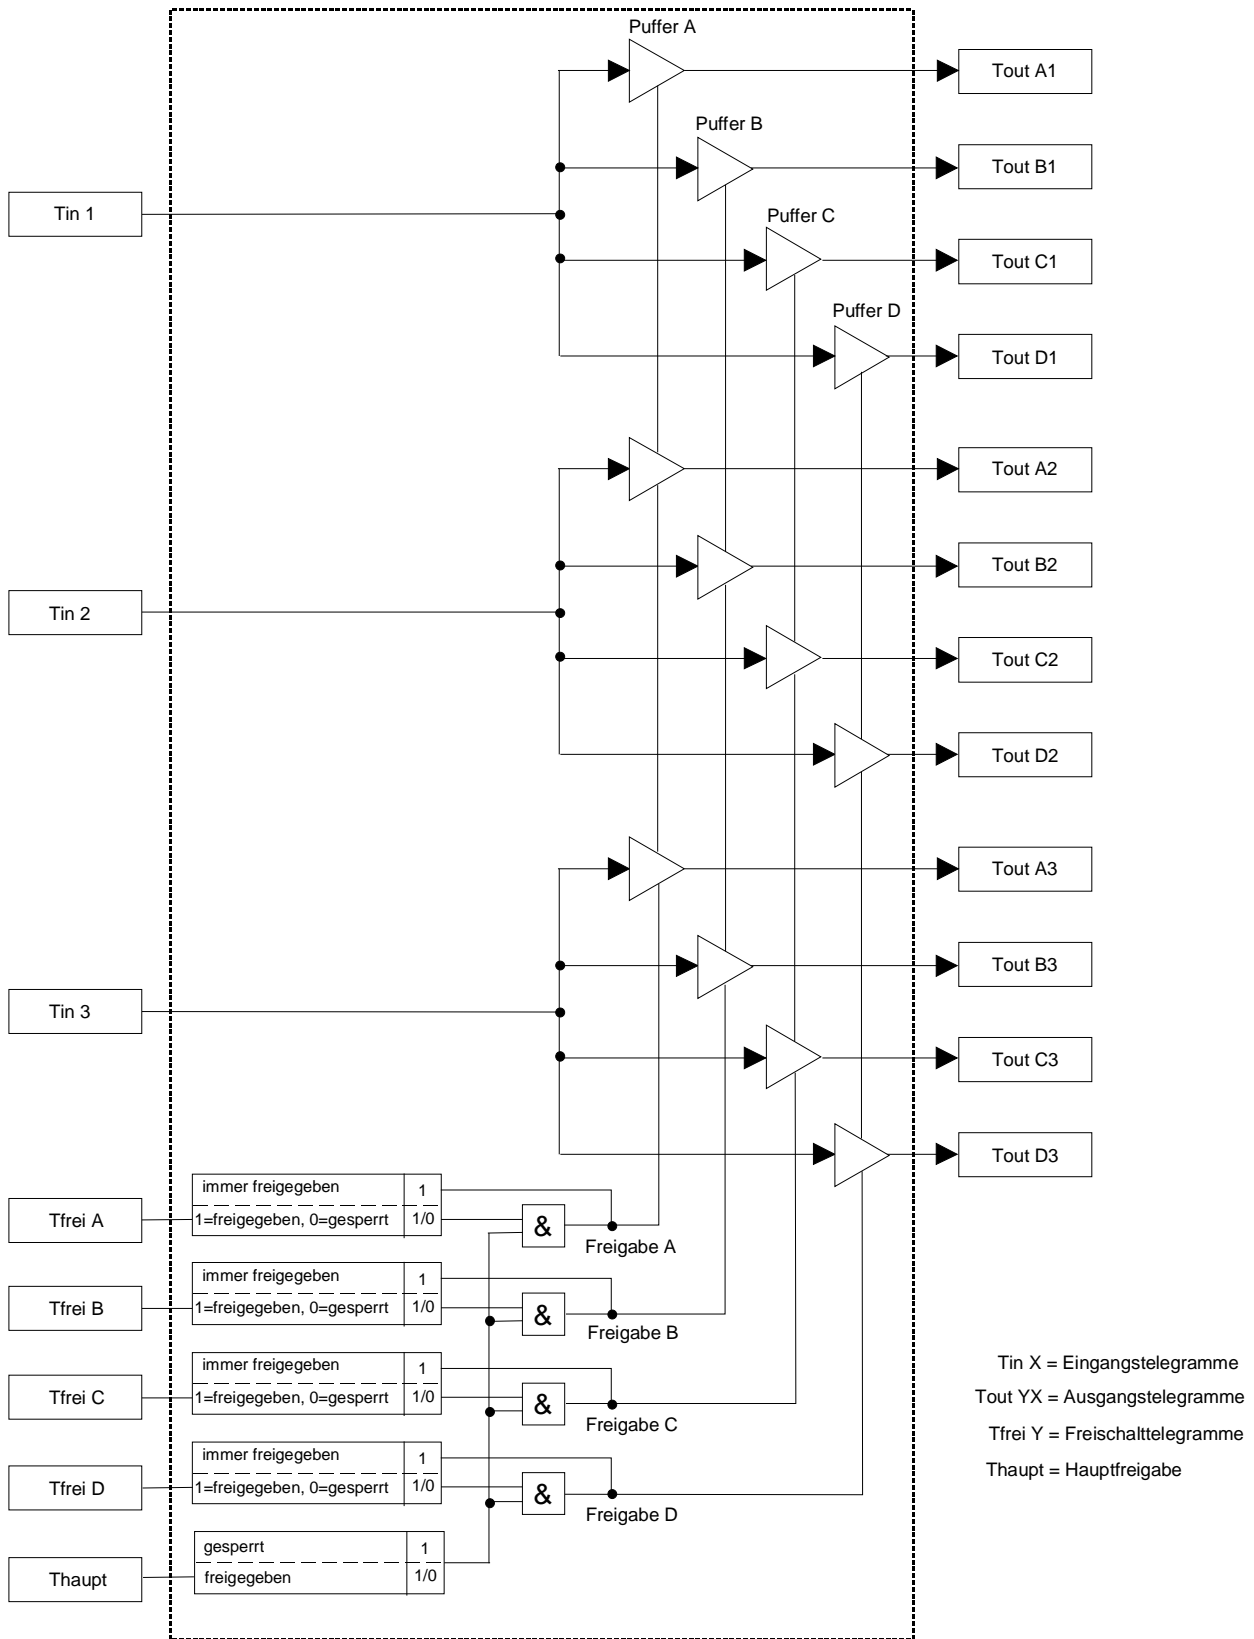 Puffer A
Tout A1
Puffer B
Tout B1
Tin 1
Puffer C
Tout C1
Puffer D
Tout D1
Tout A2
Tout B2
Tin 2
Tout C2
Tout D2
Tout A3
Tout B3
Tin 3
Tout C3
Tout D3
immer freigegeben 1
Tfrei A 1=freigegeben, 0=gesperrt 1/0 &
Freigabe A
immer freigegeben 1
Tfrei B 1=freigegeben, 0=gesperrt 1/0 &
Freigabe B
immer freigegeben 1
Tfrei C 1=freigegeben, 0=gesperrt 1/0 &
Freigabe C
immer freigegeben 1
Tfrei D 1=freigegeben, 0=gesperrt 1/0 &
Freigabe D
gesperrt 1
Thaupt freigegeben 1/0
Tin X = Eingangstelegramme
Tout YX = Ausgangstelegramme
Tfrei Y = Freischalttelegramme
Thaupt = Hauptfreigabe